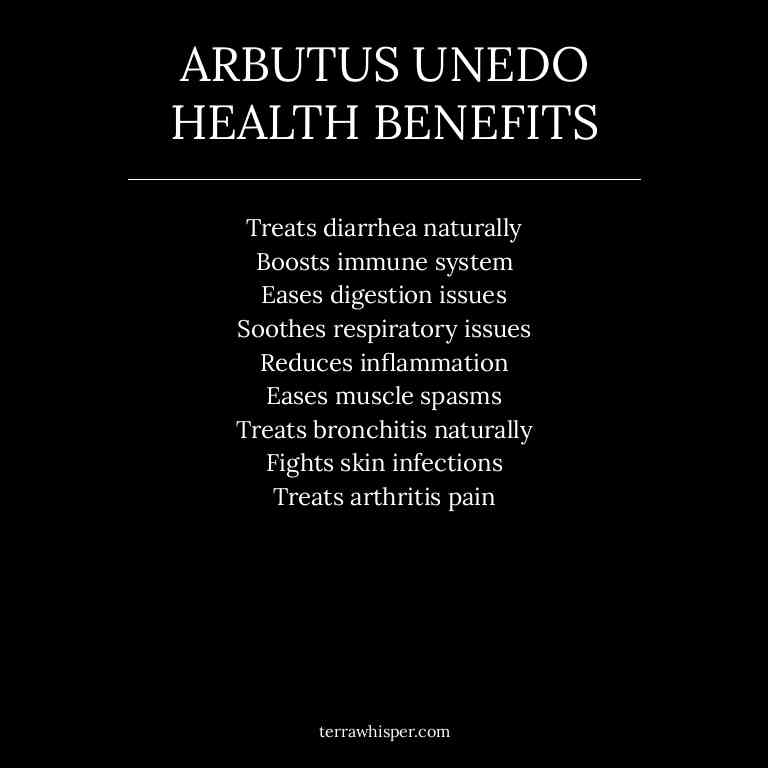 ARBUTUS UNEDO
HEALTH BENEFITS
Treats diarrhea naturally
Boosts immune system
Eases digestion issues
Soothes respiratory issues
Reduces inflammation
Eases muscle spasms
Treats bronchitis naturally
Fights skin infections
Treats arthritis pain
terrawhisper.com